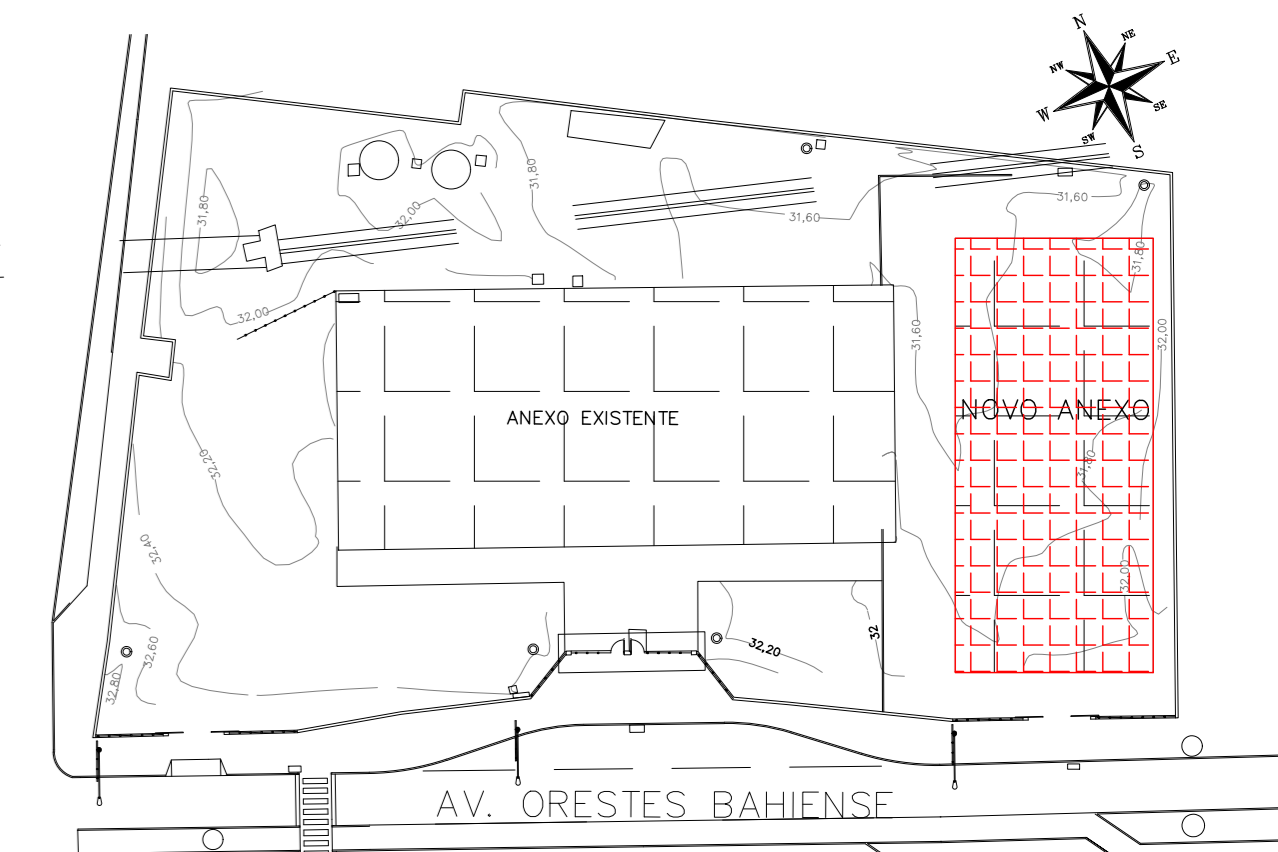 N
NE
E
NW
W
SE
SW
S
31,80
31,80
32,00
31,60
31,60
31,80
32,00
31,60
32,00
NOVO ANEXO
ANEXO EXISTENTE
32,20
31,60
32,40
32,00
32
32,20
32,60
32,80
AV. ORESTES BAHIENSE